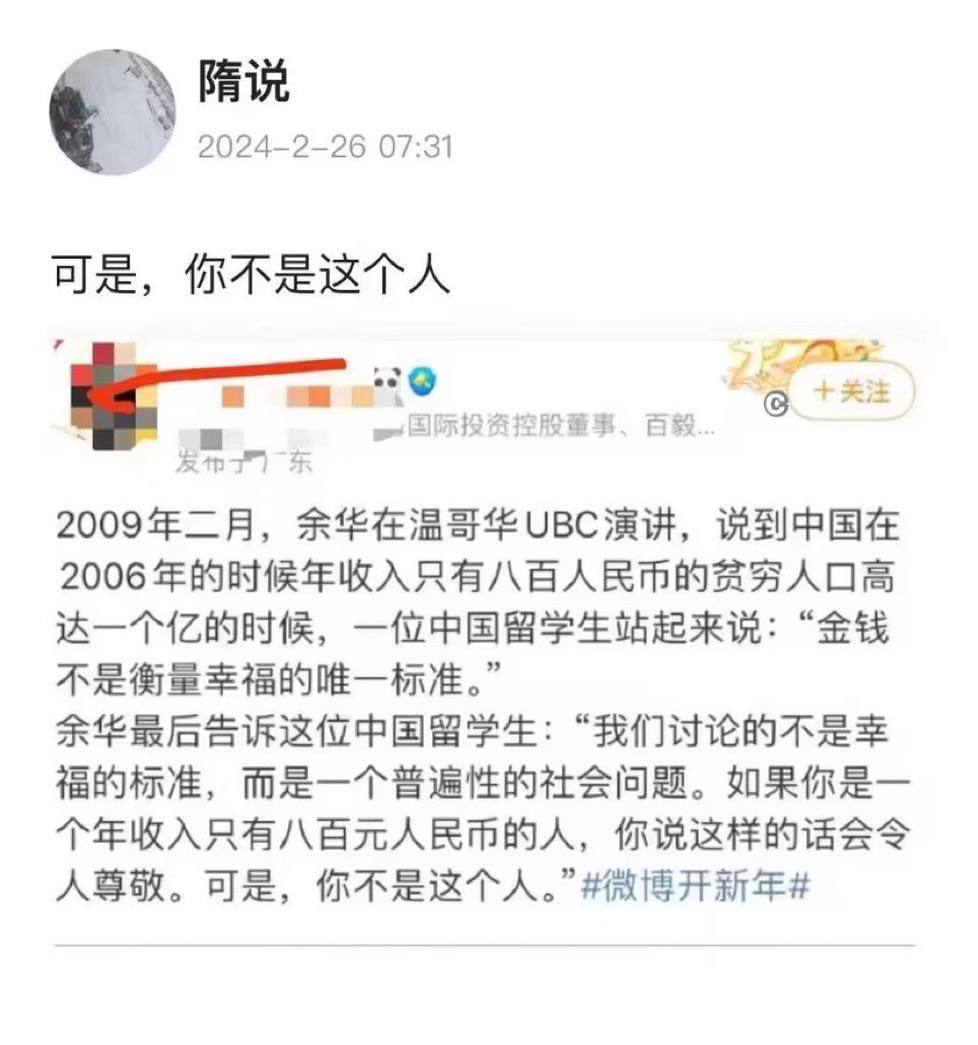 隋说
2024-2-26 07:31
可是，你不是这个人
©
＋关注
国际投资控股董事、百毅...
发布于广东
2009年二月，余华在温哥华UBC演讲，说到中国在
2006年的时候年收入只有八百人民币的贫穷人口高
达一个亿的时候，一位中国留学生站起来说：“金钱
不是衡量幸福的唯一标准。”
余华最后告诉这位中国留学生：“我们讨论的不是幸
福的标准，而是一个普遍性的社会问题。如果你是一
个年收入只有八百元人民币的人，你说这样的话会令
人尊敬。可是，你不是这个人。”#微博开新年#